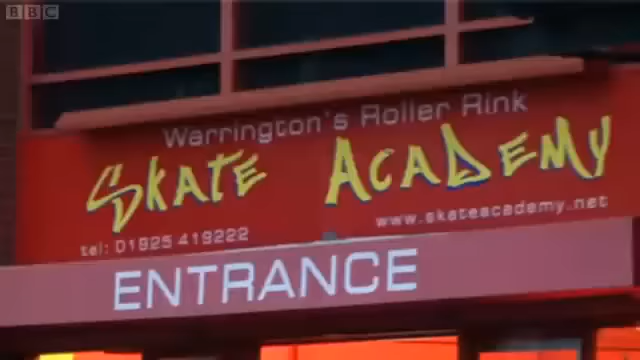 BBC
Warrington's Roller Rink
SKATE ACADEMY
tel: 01925 419222
www.skateacademy.net
ENTRANCE